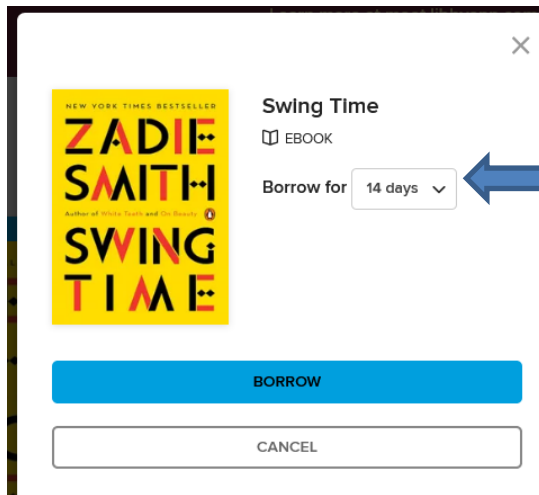 Swing Time
EBOOK
Borrow for 14 days
NEW YORK TIMES BESTSELLER
ZADIE
SMITH
Author of White Teeth and On Beauty
SWING
TIME
BORROW
CANCEL